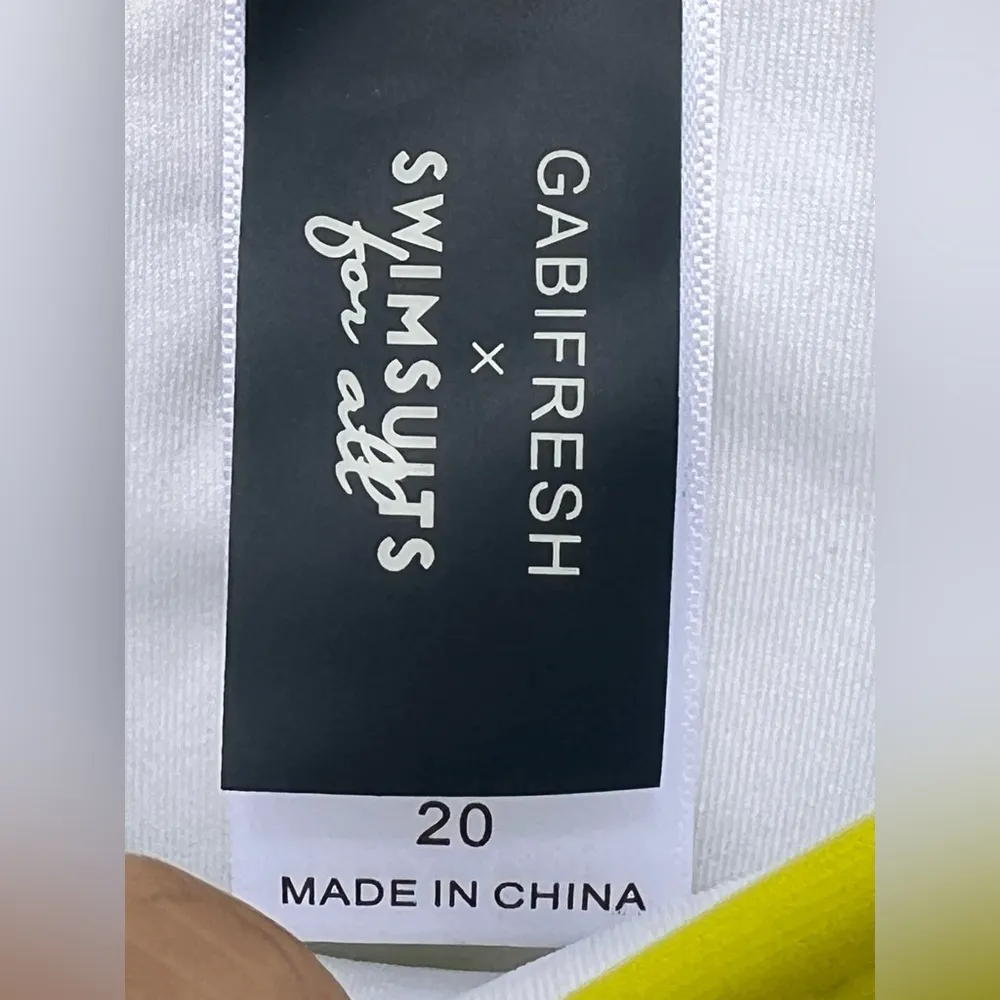 GABIFRESH
×
SWIMSUITS
for all
20
MADE IN CHINA